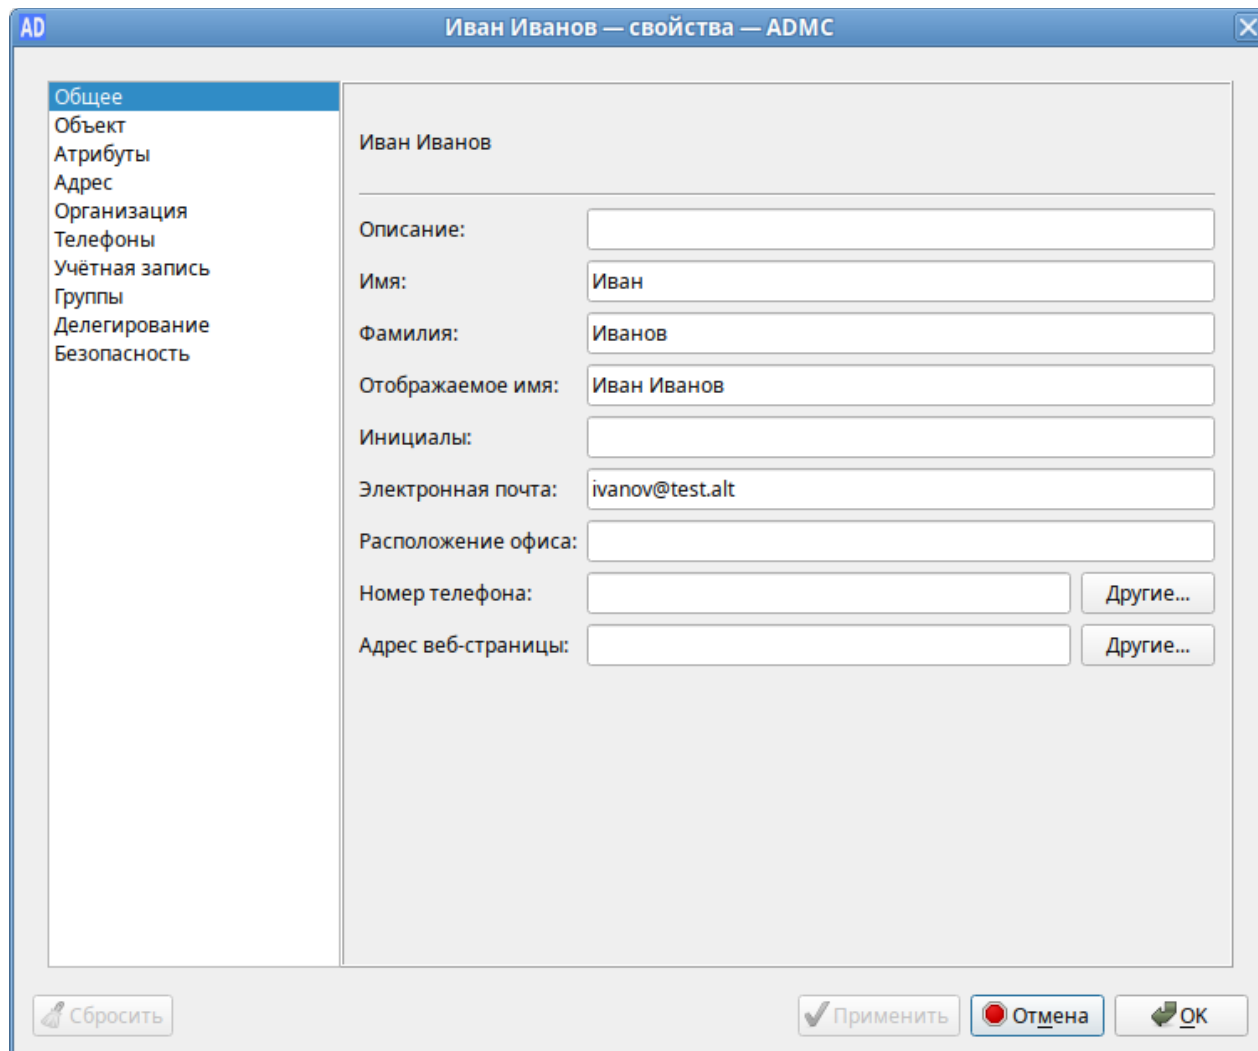 AD
Иван Иванов — свойства — ADMC
Общее
Объект
Атрибуты
Адрес
Организация
Телефоны
Учётная запись
Группы
Делегирование
Безопасность
Иван Иванов
Описание:
Имя: Иван
Фамилия: Иванов
Отображаемое имя: Иван Иванов
Инициалы:
Электронная почта: ivanov@test.alt
Расположение офиса:
Номер телефона: Другие...
Адрес веб-страницы: Другие...
Сбросить Применить Отмена OK